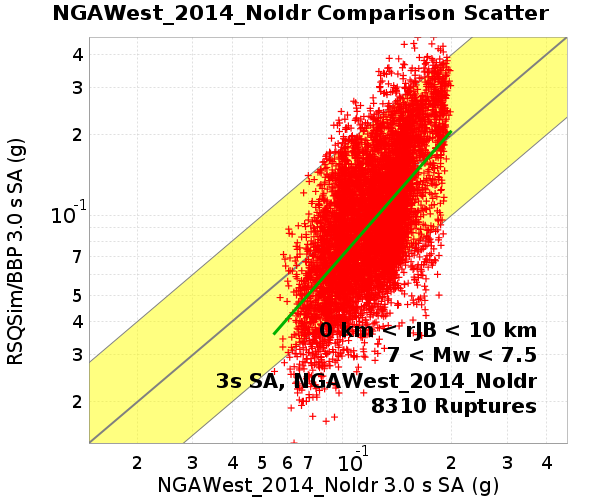 NGAWest_2014_NoIdr Comparison Scatter
RSQSim/BBP 3.0 s SA (g)
4
3
2
10-1
7
5
4
3
2
0 km < rJB < 10 km
7 < Mw < 7.5
3s SA, NGAWest_2014_NoIdr
8310 Ruptures
2 3 4 5 6 7 10-1 2 3 4
NGAWest_2014_NoIdr 3.0 s SA (g)